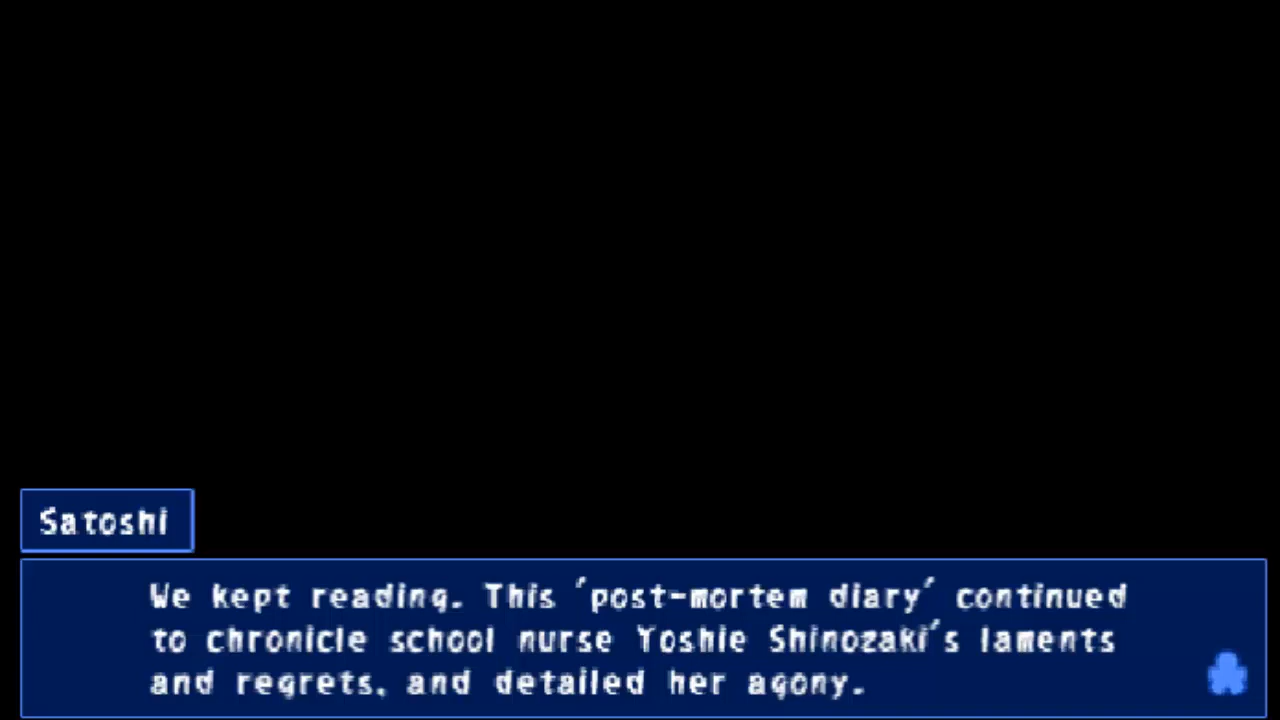 Satoshi
We kept reading. This 'post-mortem diary' continued
to chronicle school nurse Yoshie Shinozaki's laments
and regrets, and detailed her agony.